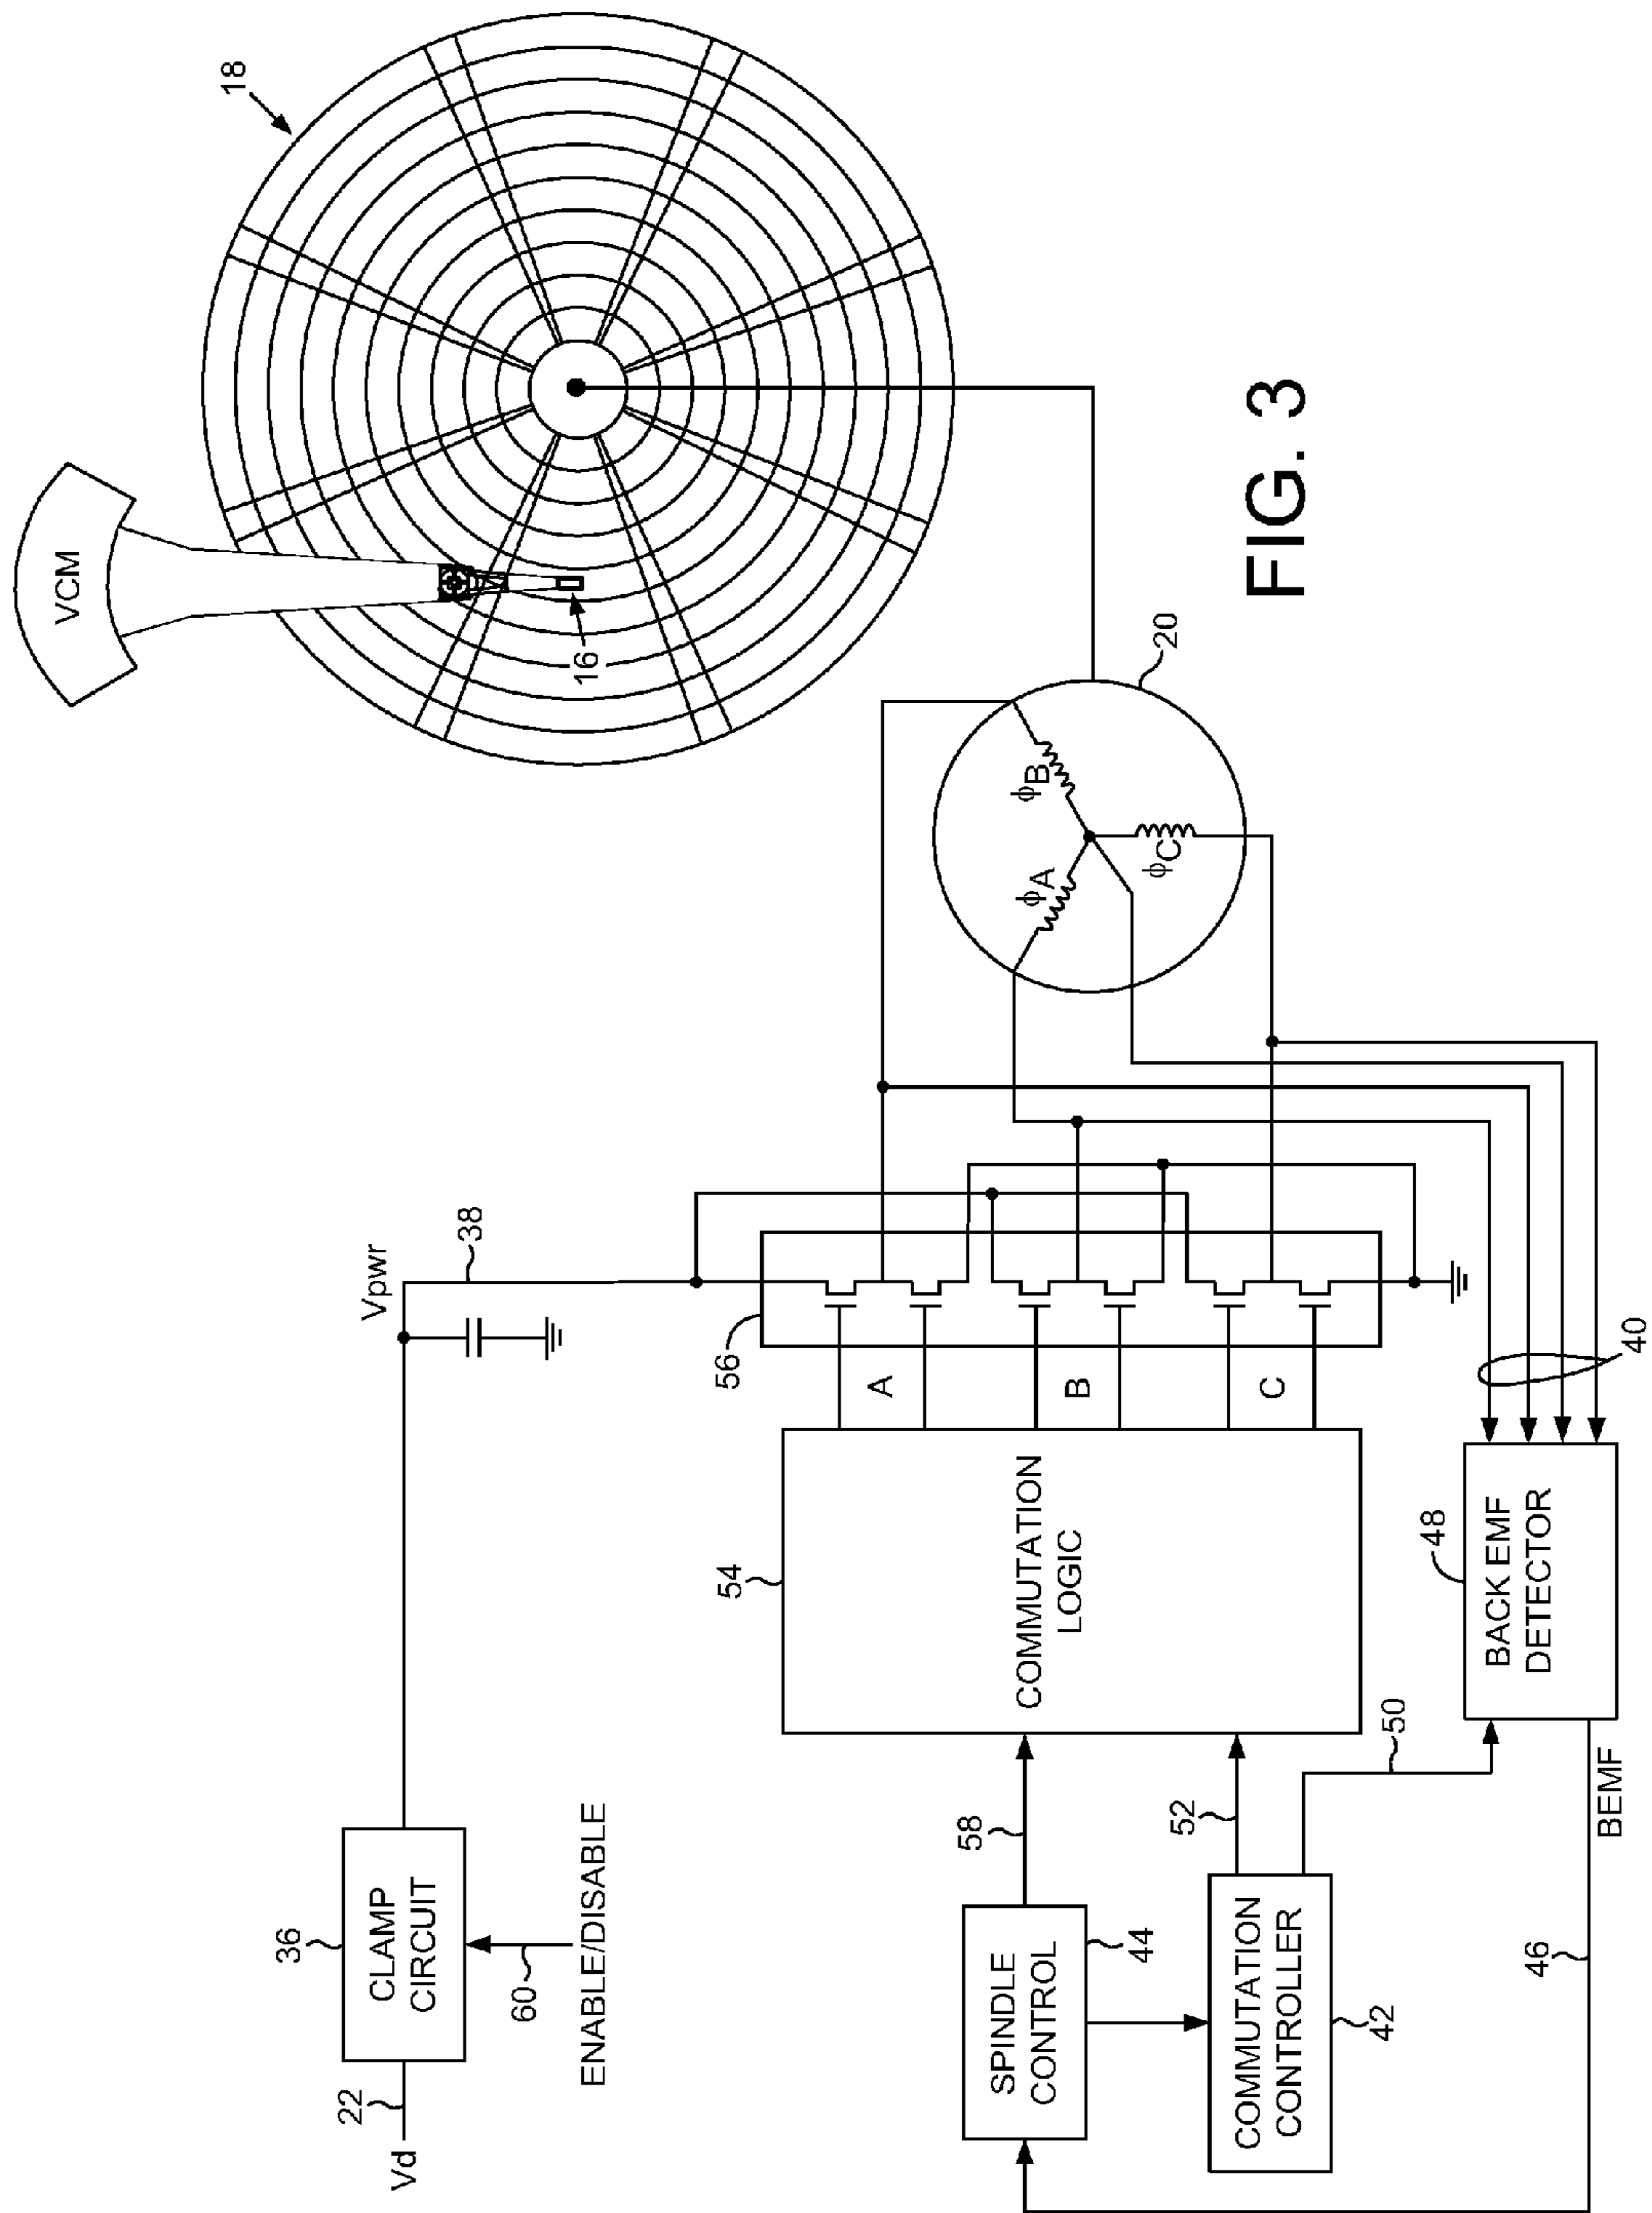 VCM
18
16
Vd
22
36
CLAMP
CIRCUIT
60
ENABLE/DISABLE
Vpwr
38
56
54
COMMUTATION
LOGIC
A
B
C
20
ϕA
ϕB
ϕC
SPINDLE
CONTROL
44
58
COMMUTATION
CONTROLLER
42
52
50
48
BACK EMF
DETECTOR
40
46
BEMF
FIG. 3